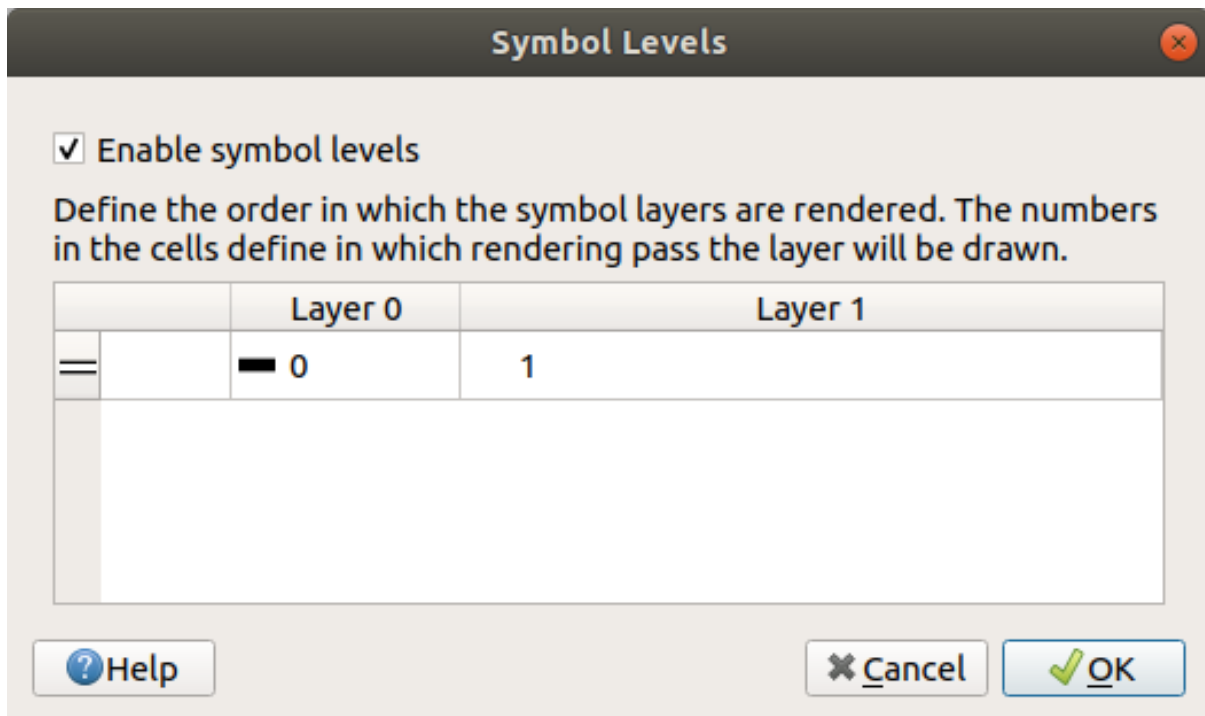 Symbol Levels
Enable symbol levels
Define the order in which the symbol layers are rendered. The numbers
in the cells define in which rendering pass the layer will be drawn.
Layer 0 Layer 1
0 1
Help Cancel OK